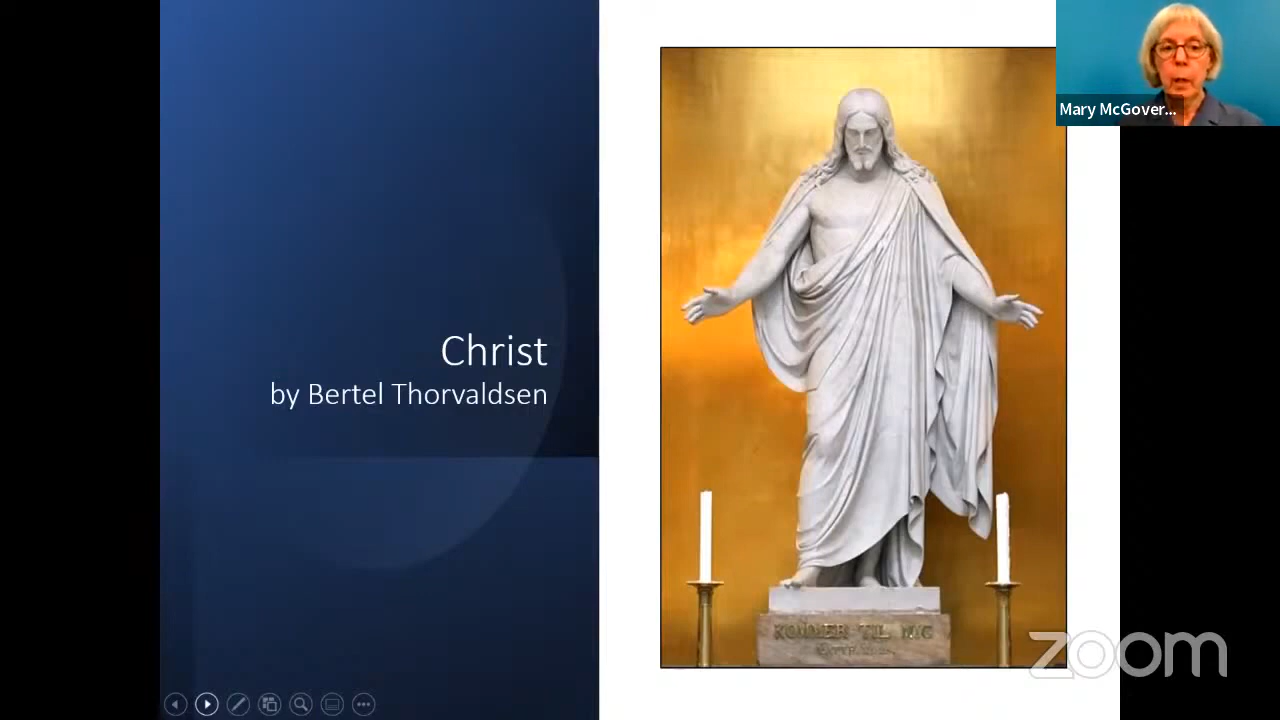 Christ
by Bertel Thorvaldsen
Mary McGover...
KOMMER TIL MIG
zoom